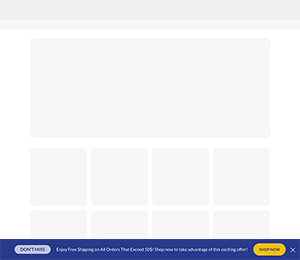 DON'T MISS
Enjoy Free Shipping on All Orders That Exceed 50$! Shop now to take advantage of this exciting offer!
SHOP NOW